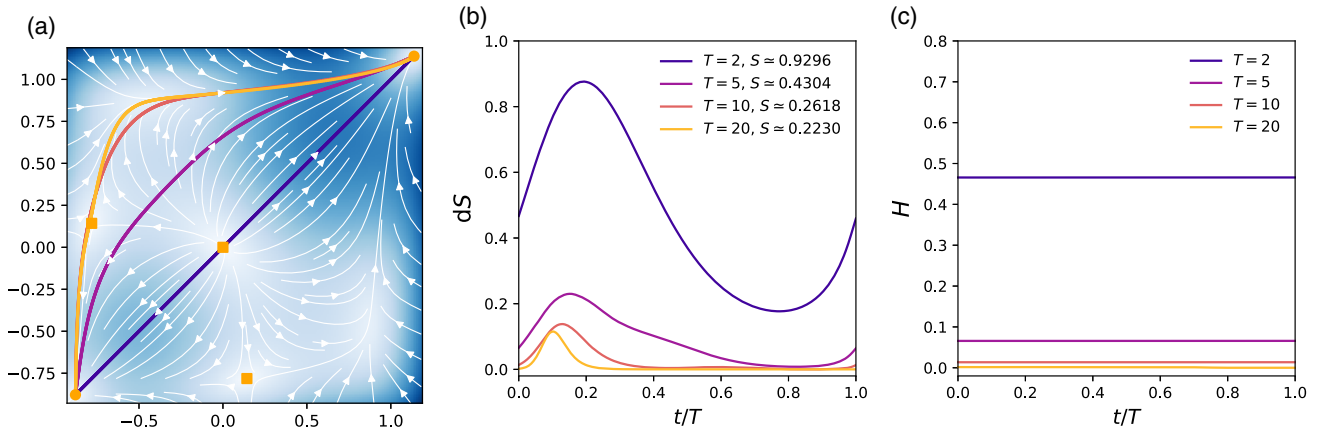 (a)
1.00
0.75
0.50
0.25
0.00
−0.25
−0.50
−0.75
−0.5
0.0
0.5
1.0
(b)
dS
1.0
0.8
0.6
0.4
0.2
0.0
T = 2, S ≃ 0.9296
T = 5, S ≃ 0.4304
T = 10, S ≃ 0.2618
T = 20, S ≃ 0.2230
0.0
0.2
0.4
0.6
0.8
1.0
t/T
(c)
H
0.8
0.7
0.6
0.5
0.4
0.3
0.2
0.1
0.0
T = 2
T = 5
T = 10
T = 20
0.0
0.2
0.4
0.6
0.8
1.0
t/T